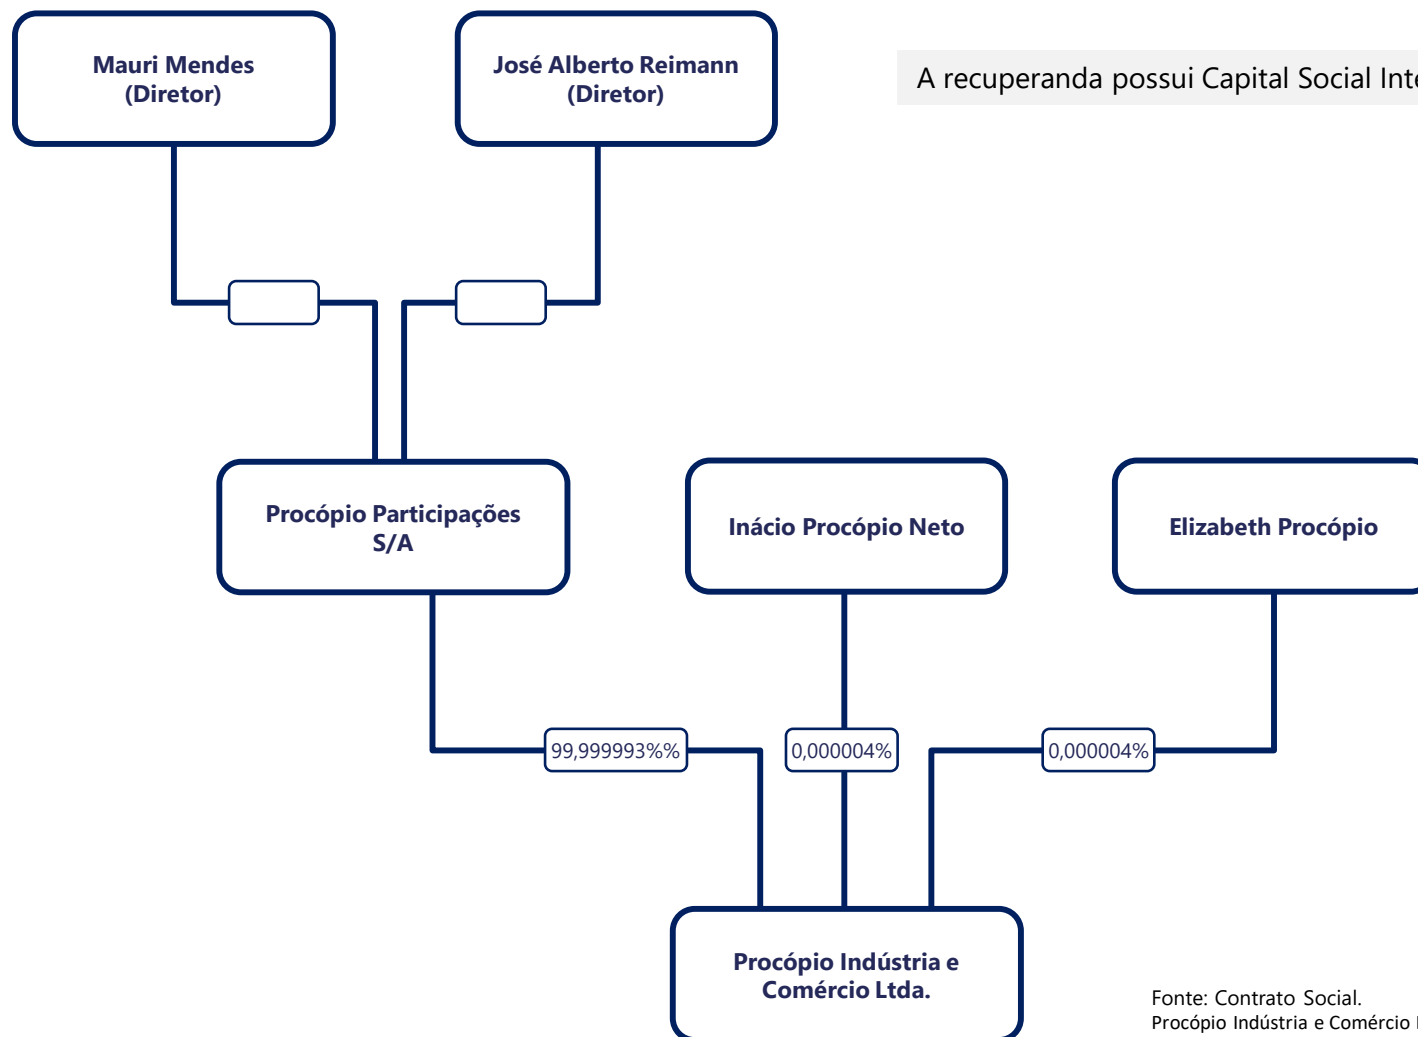 Mauri Mendes
(Diretor)
José Alberto Reimann
(Diretor)
A recuperanda possui Capital Social
Procópio Participações
S/A
Inácio Procópio Neto
Elizabeth Procópio
99,999993%%
0,000004%
0,000004%
Procópio Indústria e
Comércio Ltda.
Fonte: Contrato Social.
Procópio Indústria e Comércio